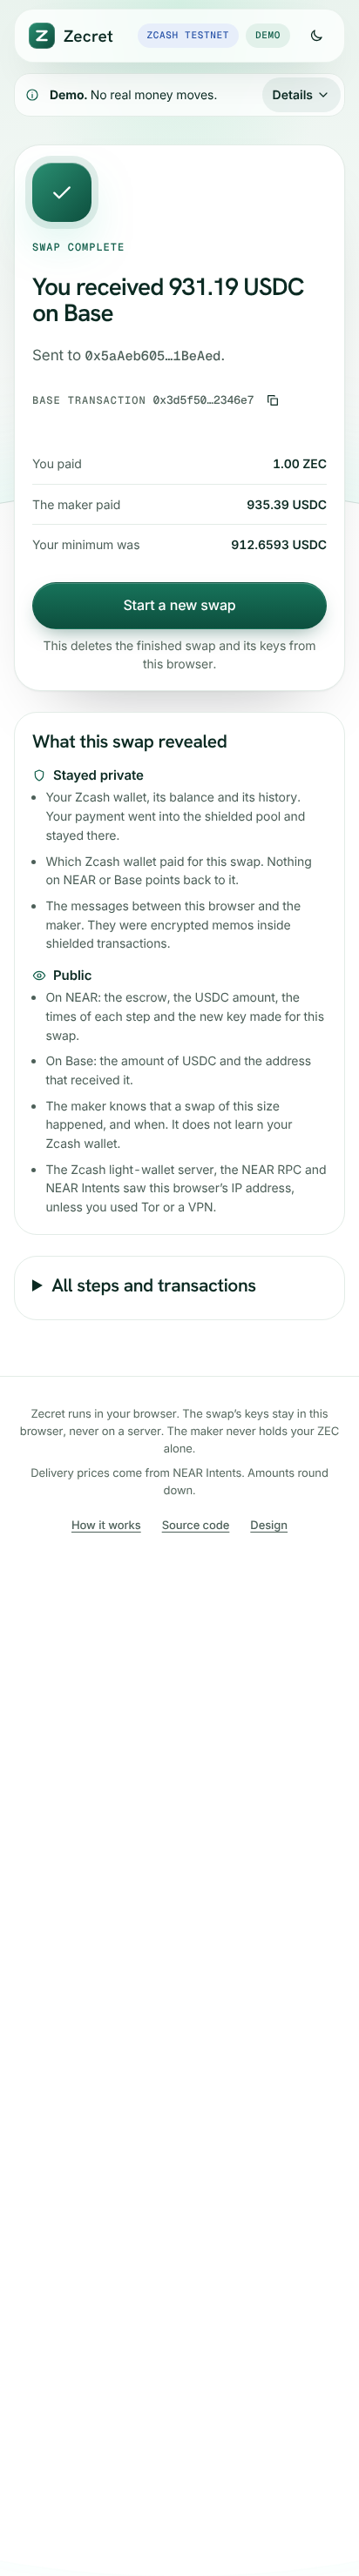 Zecret
ZCASH TESTNET
DEMO
Demo. No real money moves.
Details
SWAP COMPLETE
You received 931.19 USDC
on Base
Sent to 0x5aAeb605…1BeAed.
BASE TRANSACTION 0x3d5f50…2346e7
You paid 1.00 ZEC
The maker paid 935.39 USDC
Your minimum was 912.6593 USDC
Start a new swap
This deletes the finished swap and its keys from
this browser.
What this swap revealed
Stayed private
• Your Zcash wallet, its balance and its history.
Your payment went into the shielded pool and
stayed there.
• Which Zcash wallet paid for this swap. Nothing
on NEAR or Base points back to it.
• The messages between this browser and the
maker. They were encrypted memos inside
shielded transactions.
Public
• On NEAR: the escrow, the USDC amount, the
times of each step and the new key made for this
swap.
• On Base: the amount of USDC and the address
that received it.
• The maker knows that a swap of this size
happened, and when. It does not learn your
Zcash wallet.
• The Zcash light-wallet server, the NEAR RPC and
NEAR Intents saw this browser’s IP address,
unless you used Tor or a VPN.
All steps and transactions
Zecret runs in your browser. The swap’s keys stay in this
browser, never on a server. The maker never holds your ZEC
alone.
Delivery prices come from NEAR Intents. Amounts round
down.
How it works Source code Design